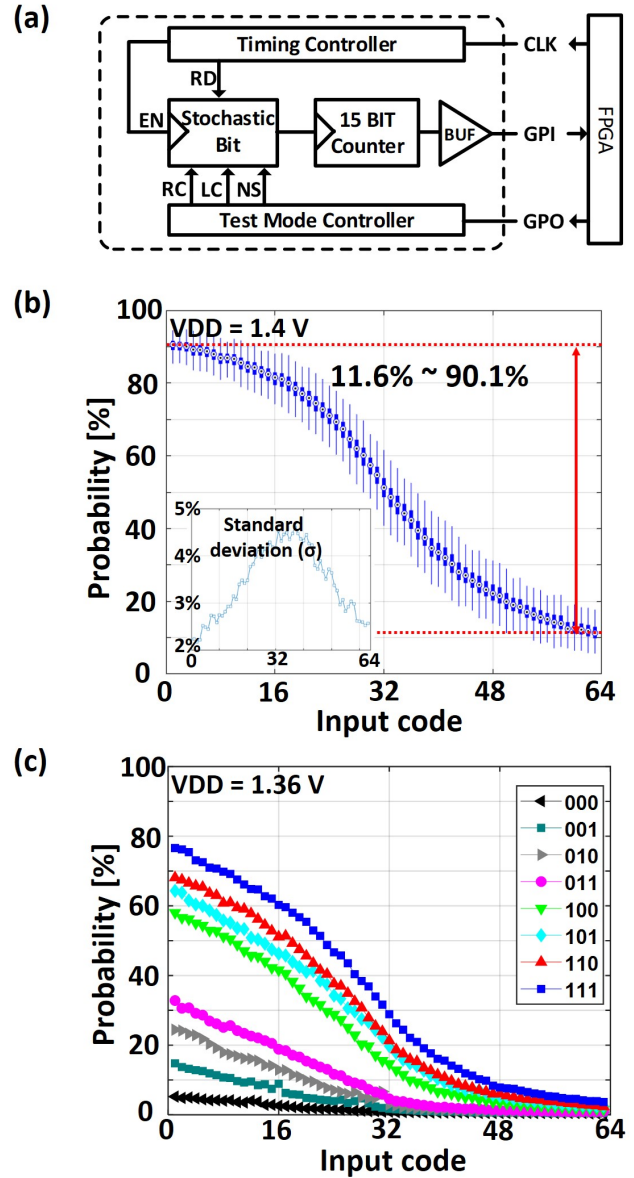 (a)
Timing Controller
CLK
RD
EN
Stochastic
Bit
15 BIT
Counter
BUF
GPI
FPGA
RC LC NS
Test Mode Controller
GPO
(b)
VDD = 1.4 V
11.6% ~ 90.1%
Probability [%]
100
80
60
40
20
0
5%
4%
3%
2%
Standard
deviation (σ)
0 32 64
0 16 32 48 64
Input code
(c)
VDD = 1.36 V
Probability [%]
100
80
60
40
20
0
000
001
010
011
100
101
110
111
0 16 32 48 64
Input code